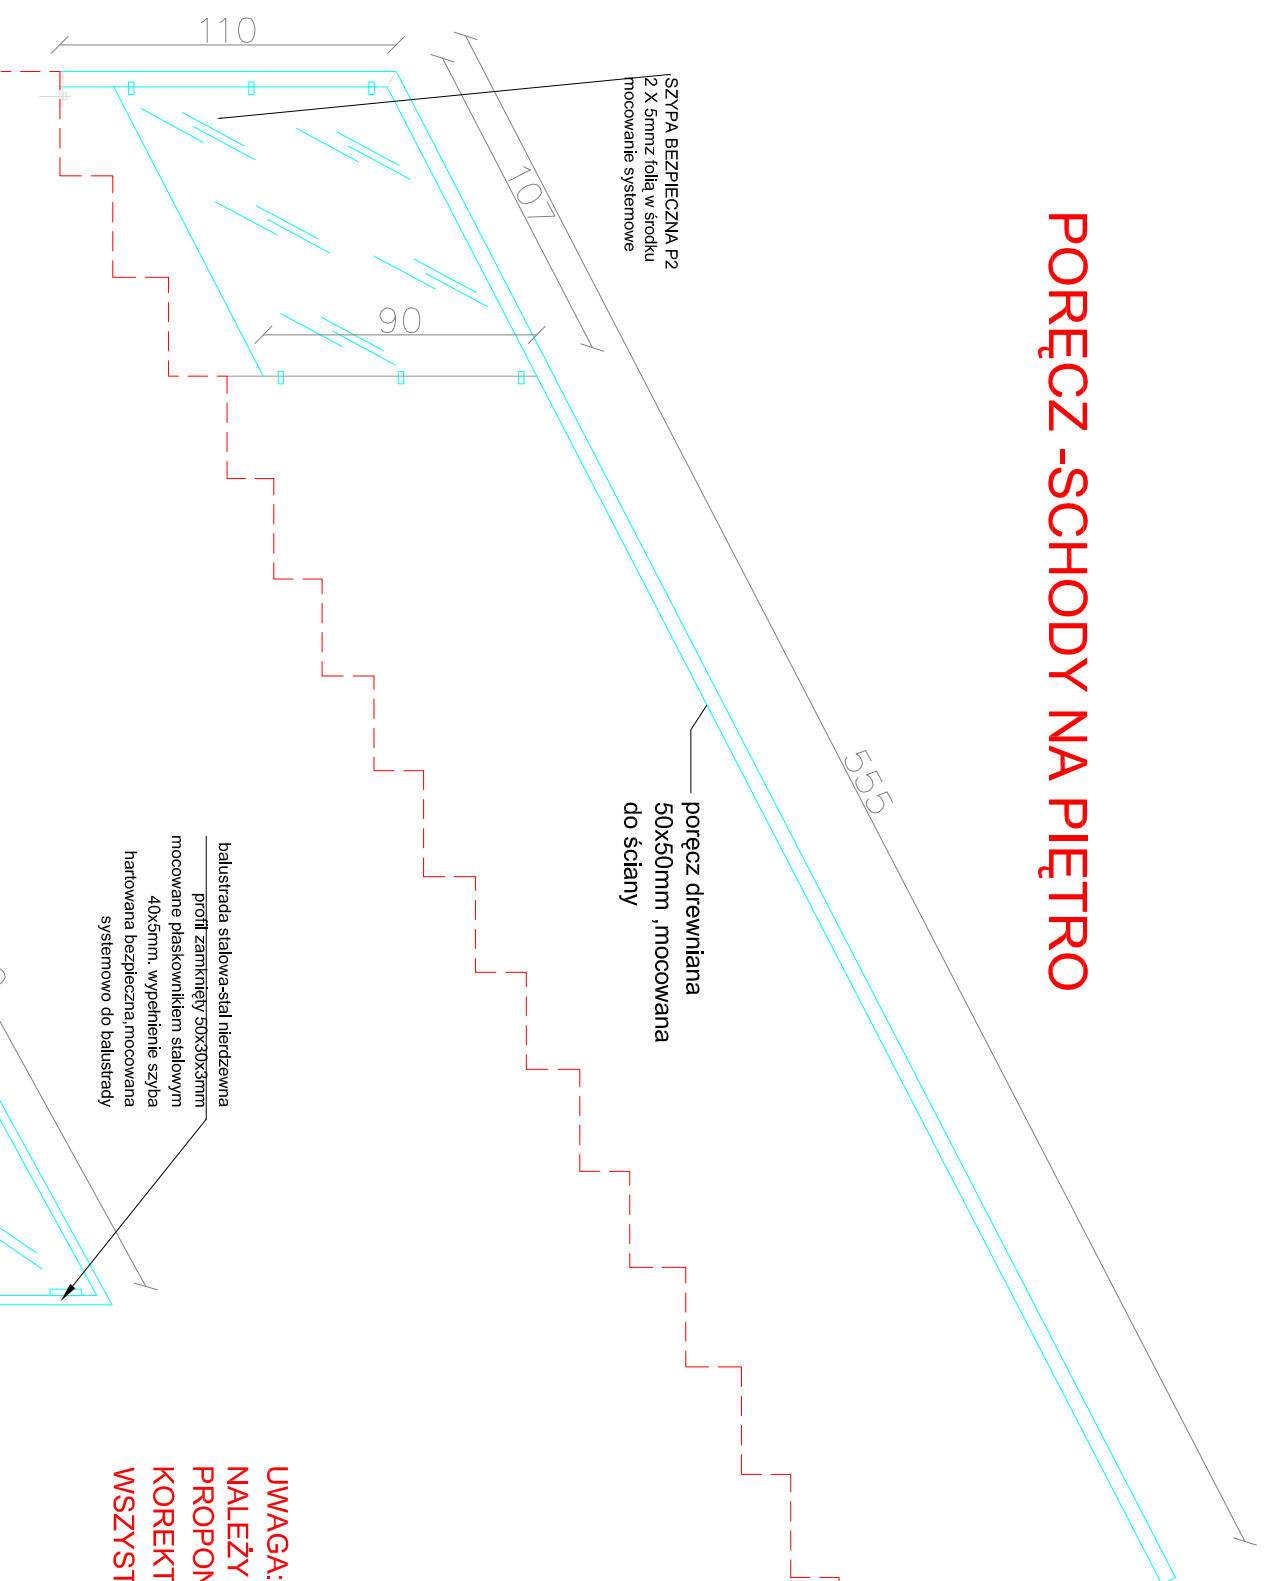 PORĘCZ -SCHODY NA PIĘTRO
110
107
90
555
SZYPA BEZPIECZNA P2
2 X 5mmz folią w środku
mocowanie systemowe
poręcz drewniana
50x50mm ,mocowana
do ściany
balustrada stalowa-stal nierdzewna
profil zamknięty 50x30x3mm
mocowane płaskownikiem stalowym
40x5mm. wypełnienie szyba
hartowana bezpieczna,mocowana
systemowo do balustrady
UWAGA:
NALEŻY
PROPON
KOREKT
WSZYST